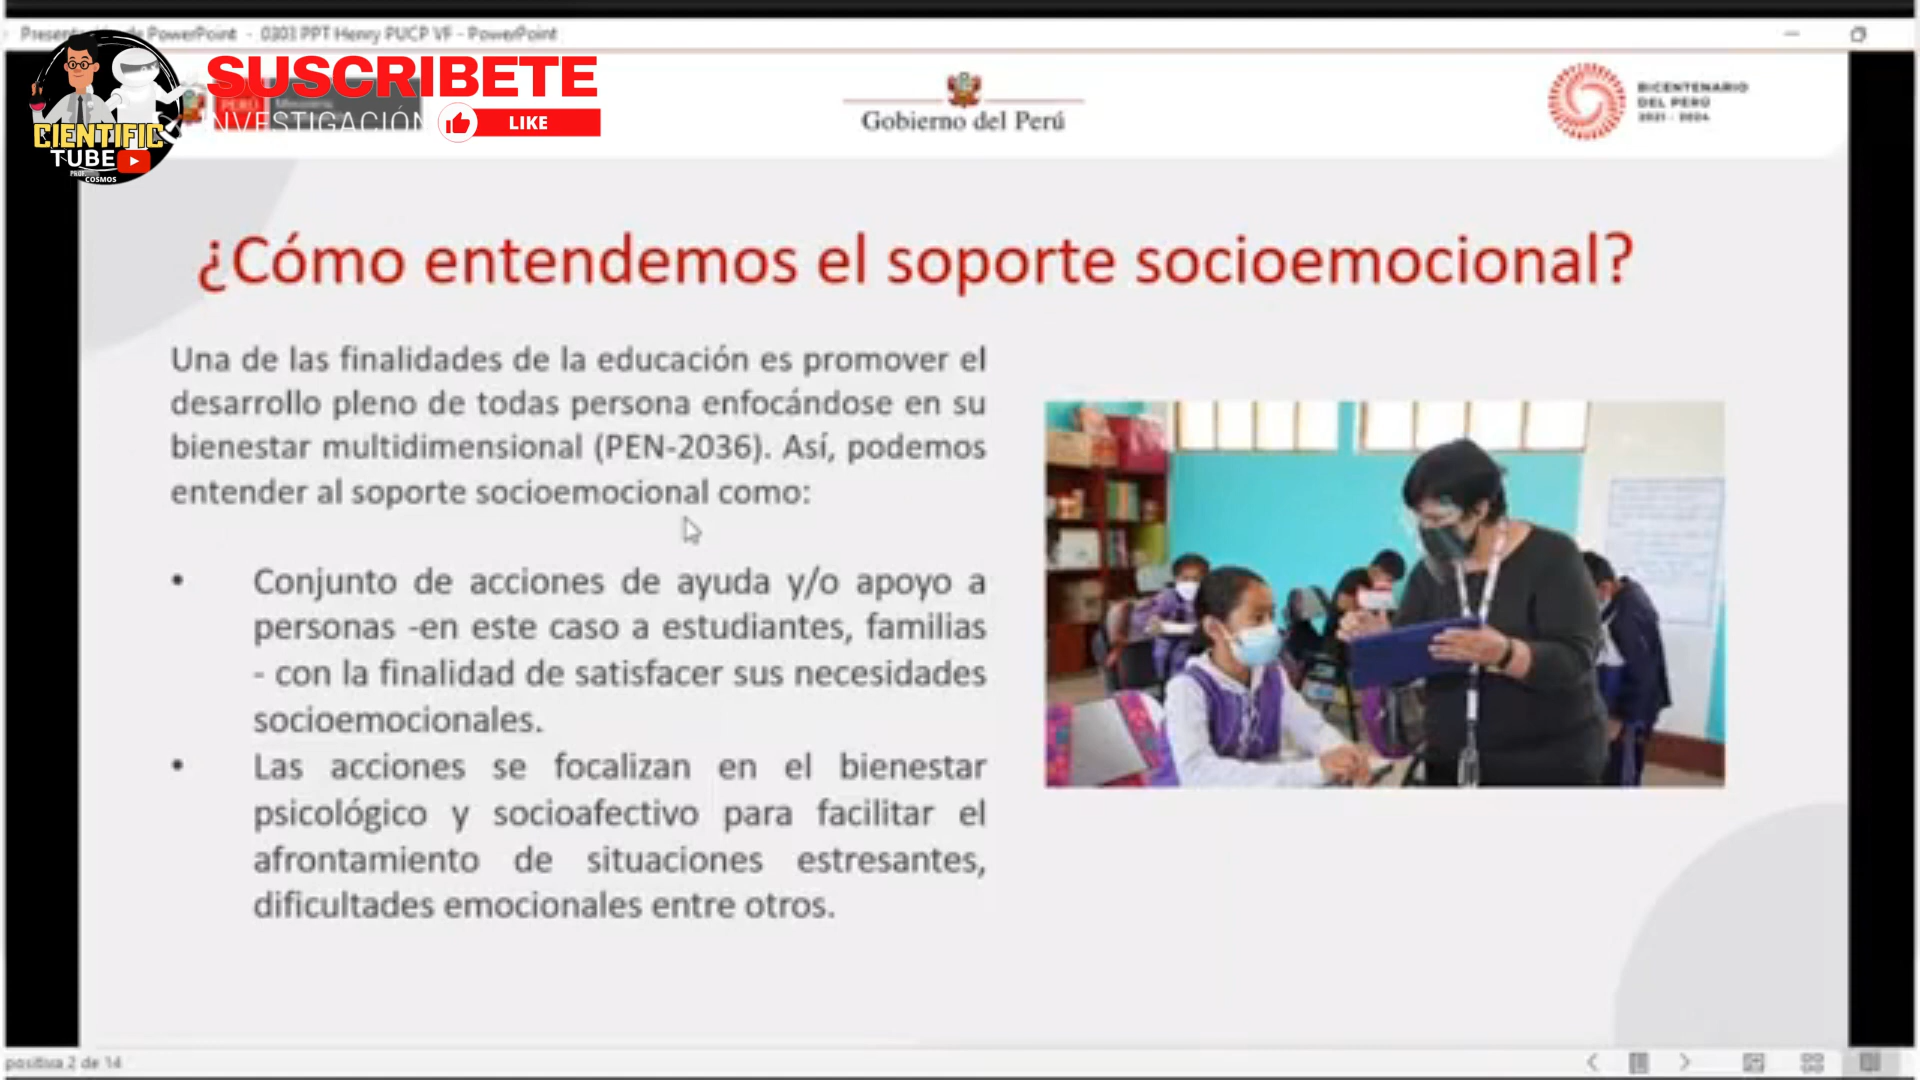 Presentación de PowerPoint - 0303 PPT Henry PUCP VF - PowerPoint
SUSCRIBETE
INVESTIGACIÓN
LIKE
CIENTIFIC
TUBE
COSMOS
PERÚ
Ministerio
Gobierno del Perú
BICENTENARIO
DEL PERÚ
2021 - 2024
¿Cómo entendemos el soporte socioemocional?
Una de las finalidades de la educación es promover el
desarrollo pleno de todas persona enfocándose en su
bienestar multidimensional (PEN-2036). Así, podemos
entender al soporte socioemocional como:
• Conjunto de acciones de ayuda y/o apoyo a
personas -en este caso a estudiantes, familias
- con la finalidad de satisfacer sus necesidades
socioemocionales.
• Las acciones se focalizan en el bienestar
psicológico y socioafectivo para facilitar el
afrontamiento de situaciones estresantes,
dificultades emocionales entre otros.
positiva 2 de 14